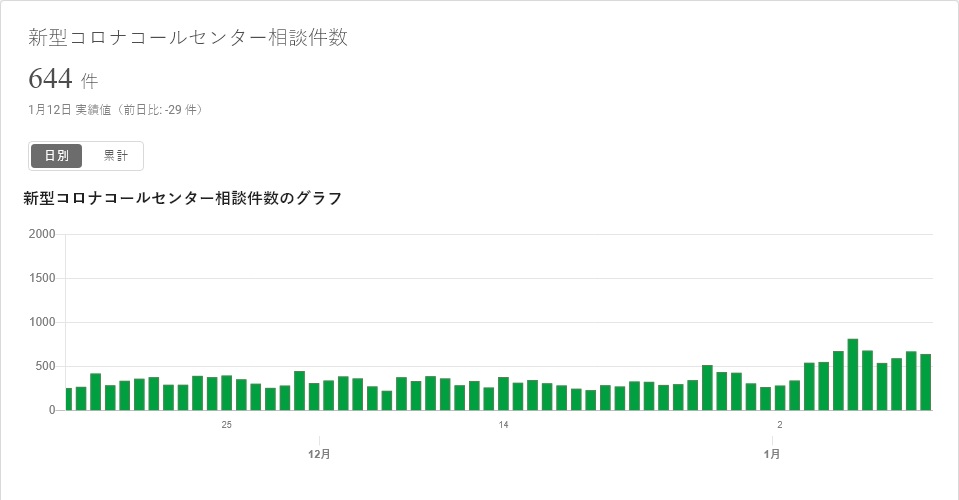 新型コロナコールセンター相談件数
644 件
1月12日 実績値（前日比: -29 件）
日別 累計
新型コロナコールセンター相談件数のグラフ
2000
1500
1000
500
0
25 14 2
12月 1月